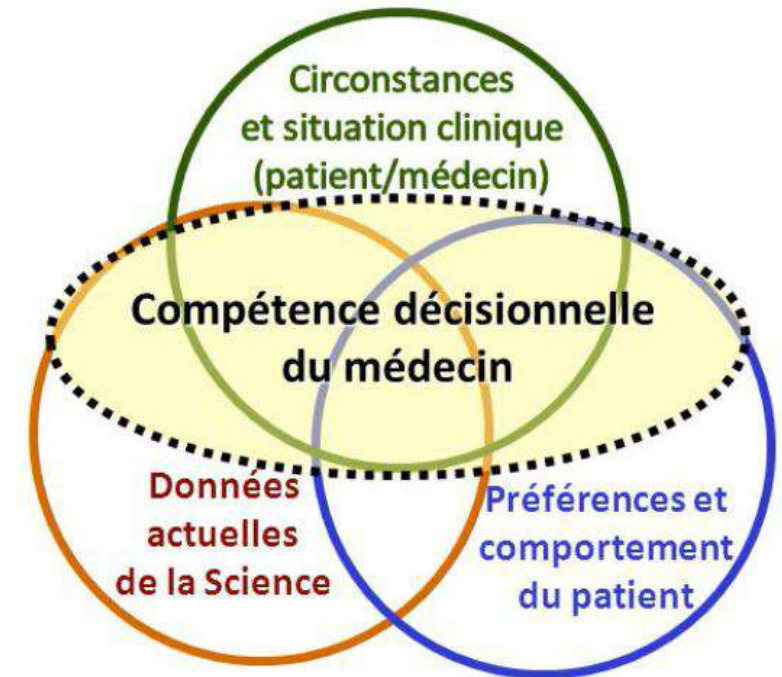 Circonstances
et situation clinique
(patient/médecin)
Compétence décisionnelle
du médecin
Données
actuelles
de la Science
Préférences et
comportement
du patient